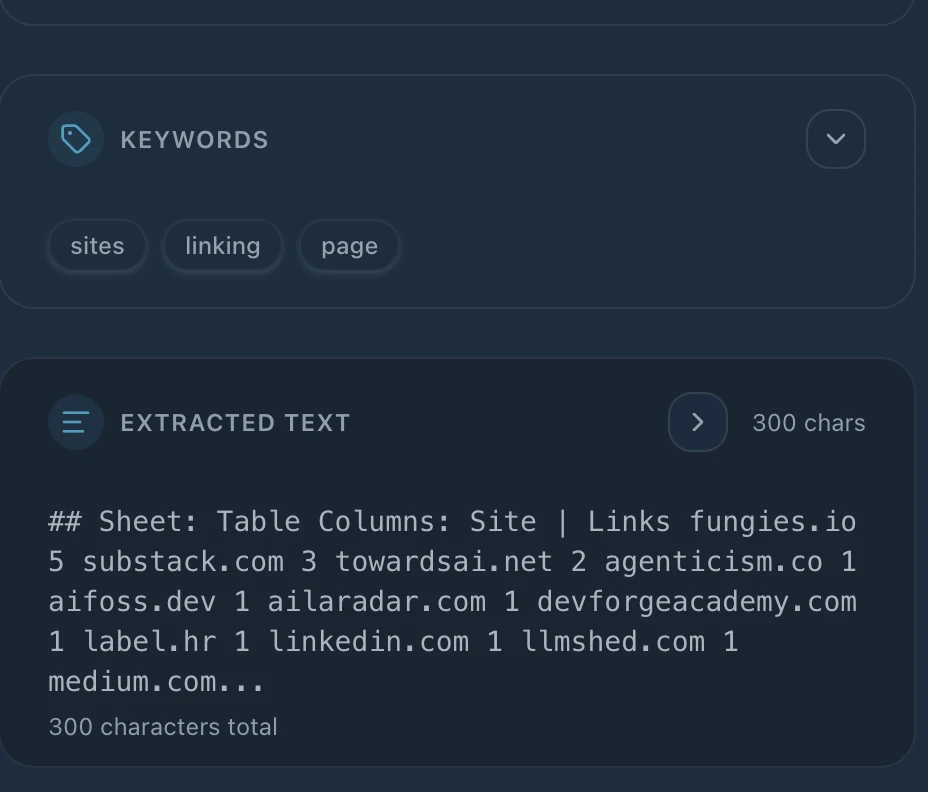 KEYWORDS
sites
linking
page
EXTRACTED TEXT
300 chars
## Sheet: Table Columns: Site | Links fungies.io
5 substack.com 3 towardsai.net 2 agenticism.co 1
aifoss.dev 1 ailaradar.com 1 devforgeacademy.com
1 label.hr 1 linkedin.com 1 llmshed.com 1
medium.com...
300 characters total